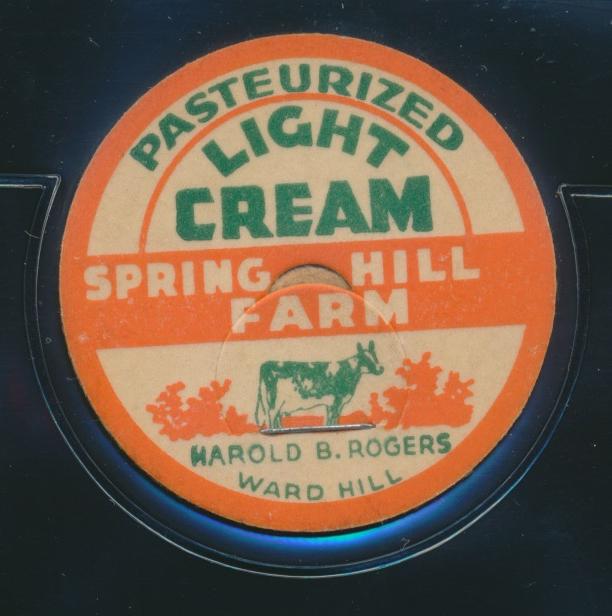 PASTEURIZED
LIGHT
CREAM
SPRING HILL
FARM
HAROLD B. ROGERS
WARD HILL